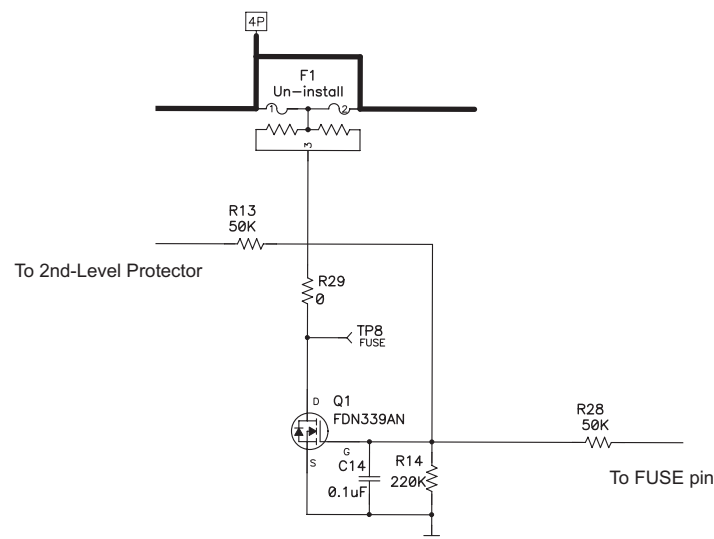 4P
F1
Un-install
1 2
3
R13
50K
To 2nd-Level Protector
R29
0
TP8
FUSE
D
Q1
FDN339AN
G
S
C14
0.1uF
R14
220K
R28
50K
To FUSE pin